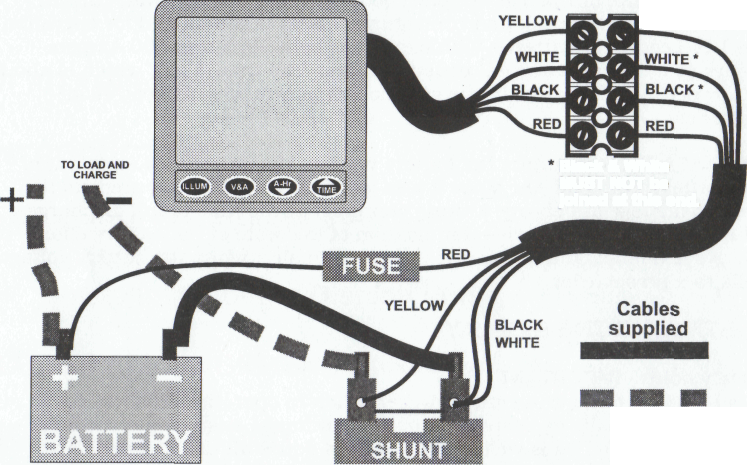 YELLOW
WHITE
BLACK
RED
WHITE *
BLACK *
RED
*
ILLUM
V&A
A-Hr
TIME
TO LOAD AND
CHARGE
+
-
FUSE
RED
YELLOW
BLACK
WHITE
Cables
supplied
+ -
BATTERY
SHUNT